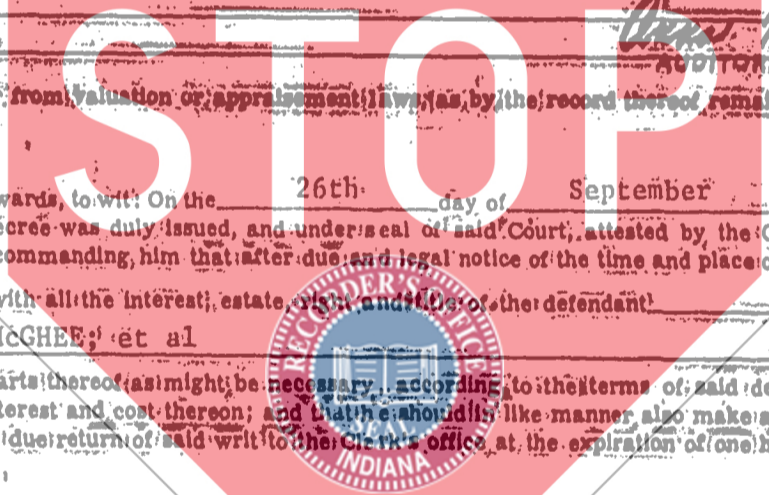 STOP
AUDITOR
from valuation or appraisement laws, as by the record thereof remai
wards, to wit: On the 26th day of September
ecree was duly issued, and under seal of said Court, attested by the C
commanding him that after due and legal notice of the time and place o
with all the interest, estate, right and title of the defendant
McGHEE; et al
arts thereof as might be necessary, according to the terms of said de
terest and cost thereon; and that he should in like manner also make a
due return of said writ to the Clerk's office at the expiration of one h
RECORDER'S OFFICE
SEAL
INDIANA